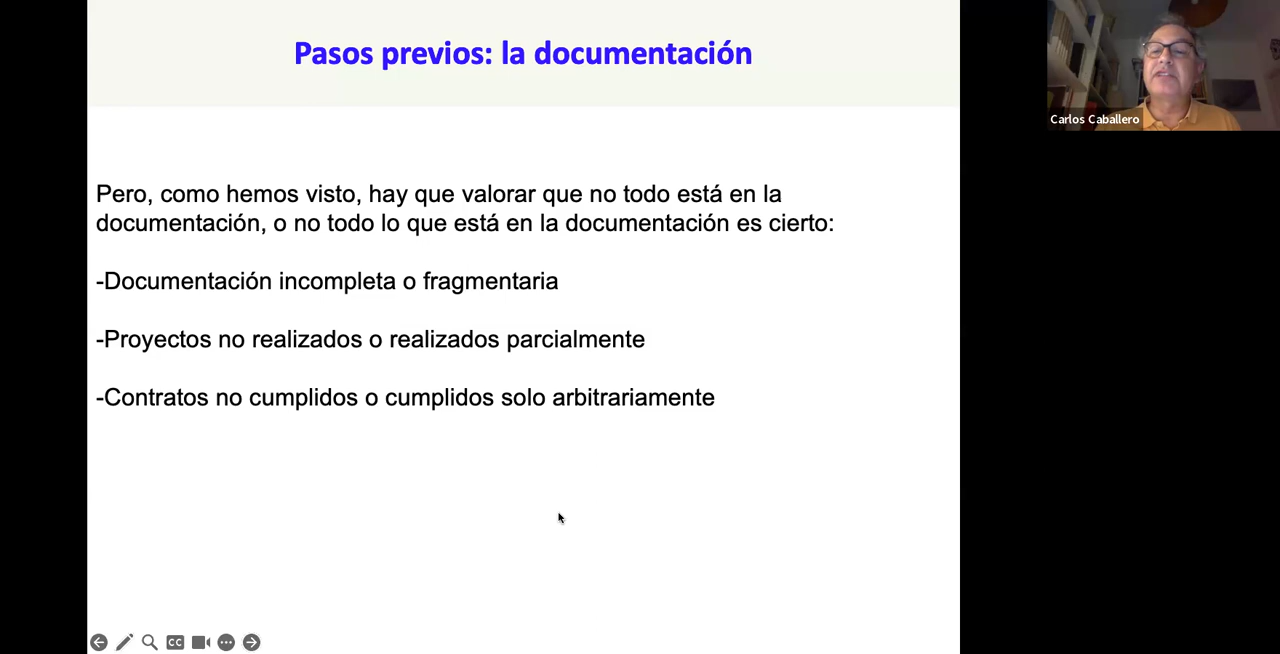 Pasos previos: la documentación
Carlos Caballero
Pero, como hemos visto, hay que valorar que no todo está en la
documentación, o no todo lo que está en la documentación es cierto:
-Documentación incompleta o fragmentaria
-Proyectos no realizados o realizados parcialmente
-Contratos no cumplidos o cumplidos solo arbitrariamente
CC